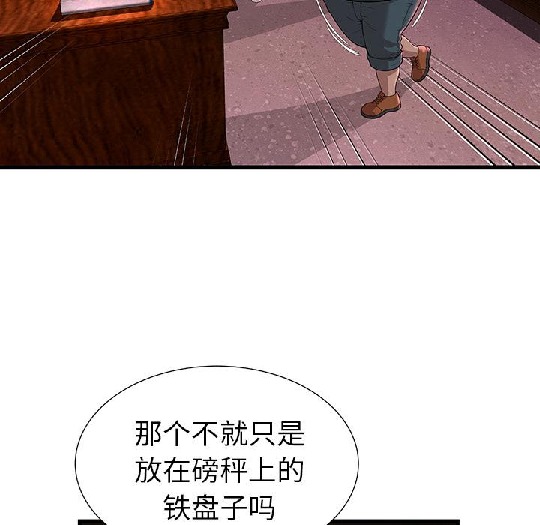 那个不就只是
放在磅秤上的
铁盘子吗